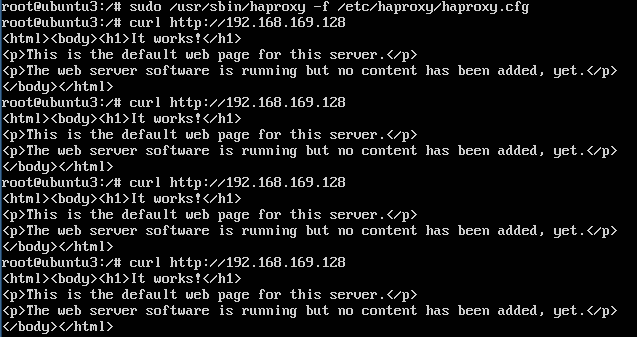 root@ubuntu3:/# sudo /usr/sbin/haproxy -f /etc/haproxy/haproxy.cfg
root@ubuntu3:/# curl http://192.168.169.128
<html><body><h1>It works!</h1>
<p>This is the default web page for this server.</p>
<p>The web server software is running but no content has been added, yet.</p>
</body></html>
root@ubuntu3:/# curl http://192.168.169.128
<html><body><h1>It works!</h1>
<p>This is the default web page for this server.</p>
<p>The web server software is running but no content has been added, yet.</p>
</body></html>
root@ubuntu3:/# curl http://192.168.169.128
<html><body><h1>It works!</h1>
<p>This is the default web page for this server.</p>
<p>The web server software is running but no content has been added, yet.</p>
</body></html>
root@ubuntu3:/# curl http://192.168.169.128
<html><body><h1>It works!</h1>
<p>This is the default web page for this server.</p>
<p>The web server software is running but no content has been added, yet.</p>
</body></html>